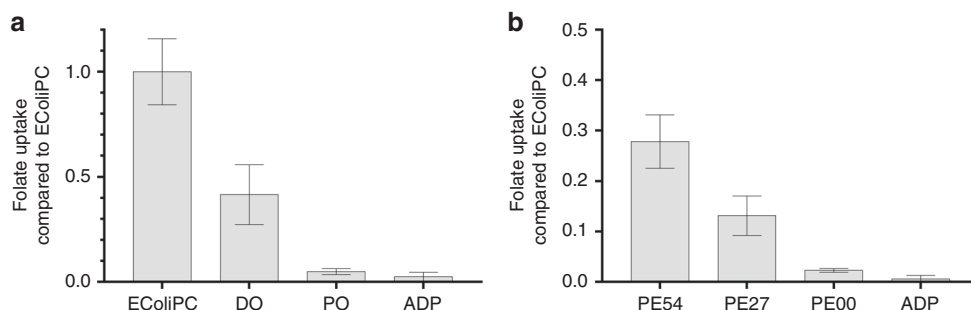 a
Folate uptake
compared to EColiPC
1.0
0.5
0.0
EColiPC DO PO ADP
b
Folate uptake
compared to EColiPC
0.5
0.4
0.3
0.2
0.1
0.0
PE54 PE27 PE00 ADP